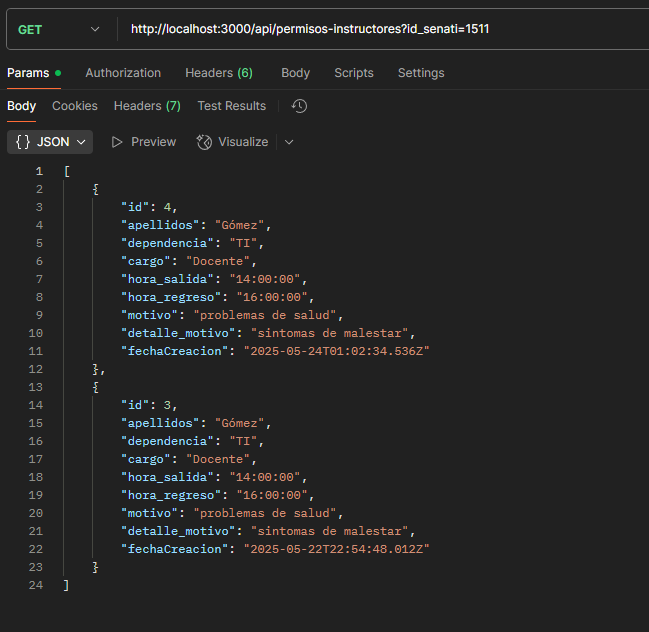 GET http://localhost:3000/api/permisos-instructores?id_senati=1511
Params Authorization Headers (6) Body Scripts Settings
Body Cookies Headers (7) Test Results
{} JSON Preview Visualize
1 [
2 {
3 "id": 4,
4 "apellidos": "Gómez",
5 "dependencia": "TI",
6 "cargo": "Docente",
7 "hora_salida": "14:00:00",
8 "hora_regreso": "16:00:00",
9 "motivo": "problemas de salud",
10 "detalle_motivo": "sintomas de malestar",
11 "fechaCreacion": "2025-05-24T01:02:34.536Z"
12 },
13 {
14 "id": 3,
15 "apellidos": "Gómez",
16 "dependencia": "TI",
17 "cargo": "Docente",
18 "hora_salida": "14:00:00",
19 "hora_regreso": "16:00:00",
20 "motivo": "problemas de salud",
21 "detalle_motivo": "sintomas de malestar",
22 "fechaCreacion": "2025-05-22T22:54:48.012Z"
23 }
24 ]